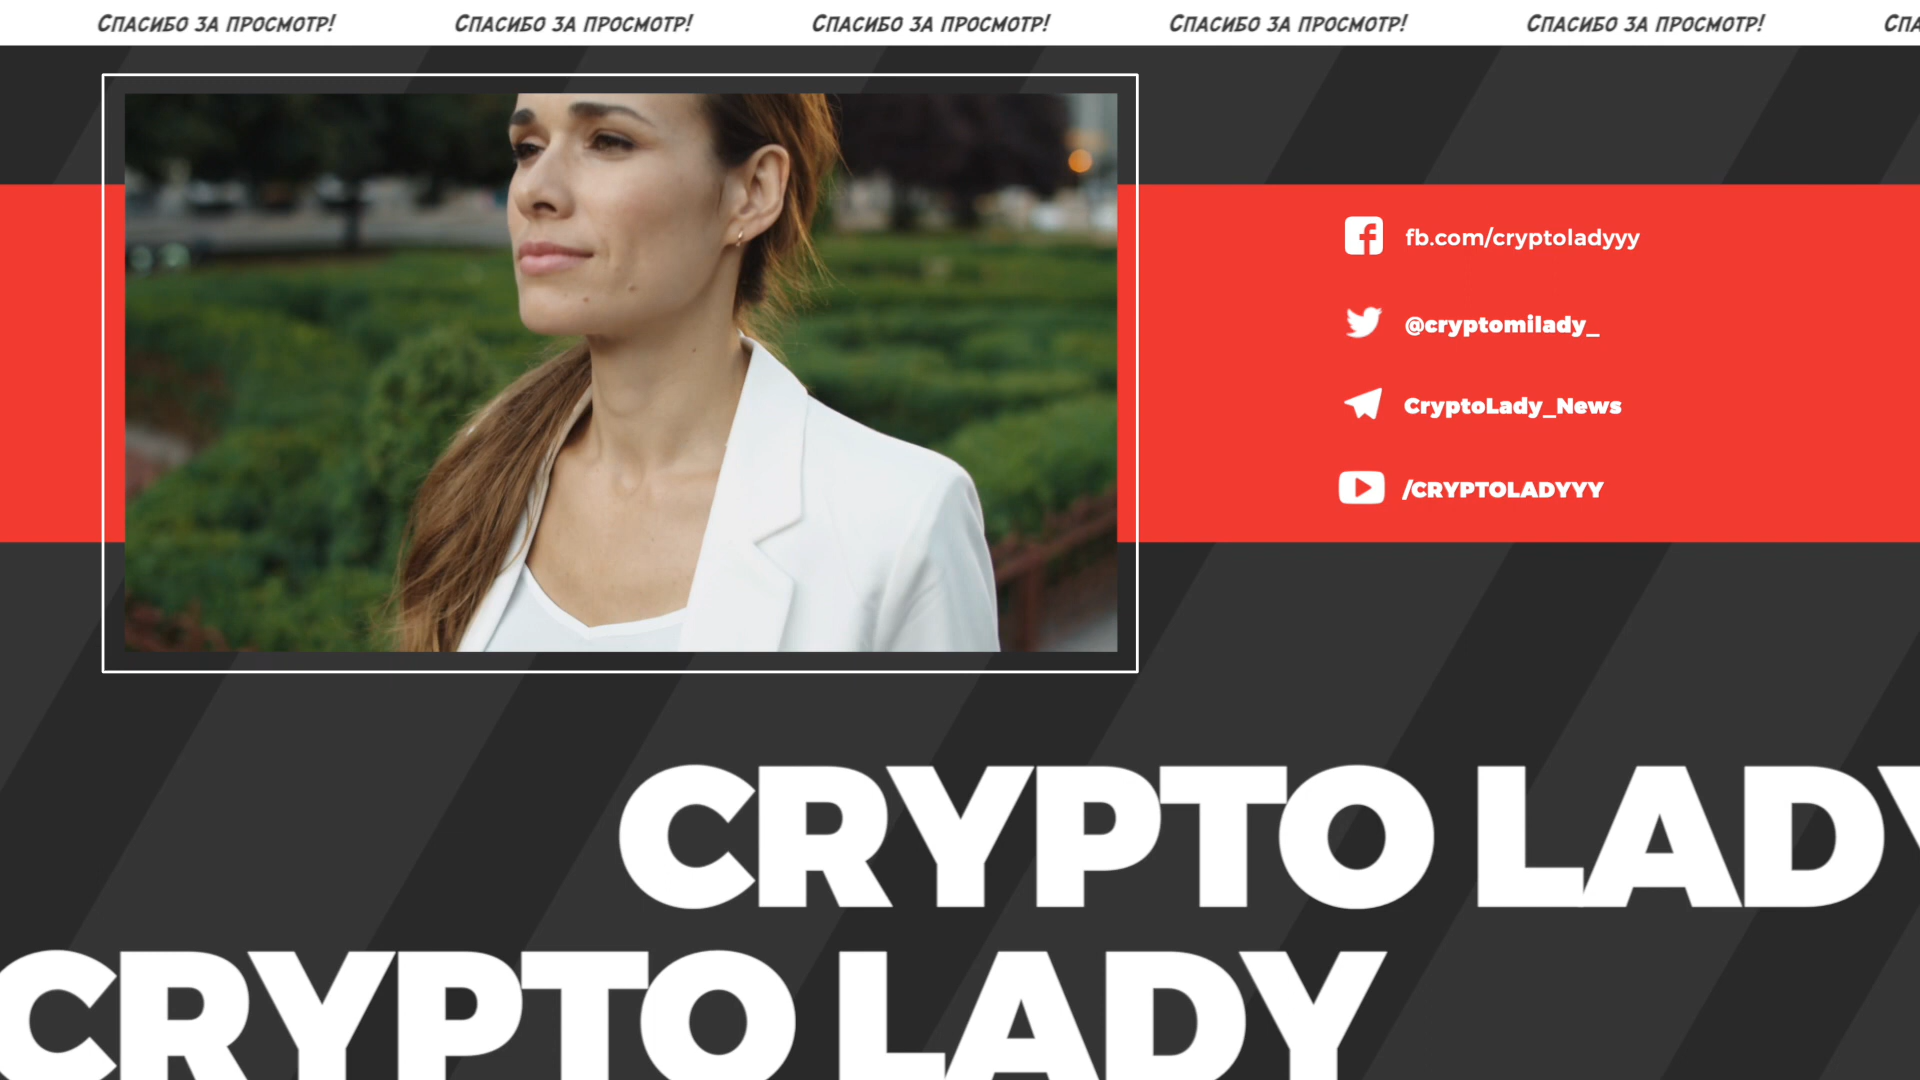 Спасибо за просмотр! Спасибо за просмотр! Спасибо за просмотр! Спасибо за просмотр! Спасибо за просмотр! Спа
fb.com/cryptoladyyy
@cryptomilady_
CryptoLady_News
/CRYPTOLADYYY
CRYPTO LADY
CRYPTO LADY